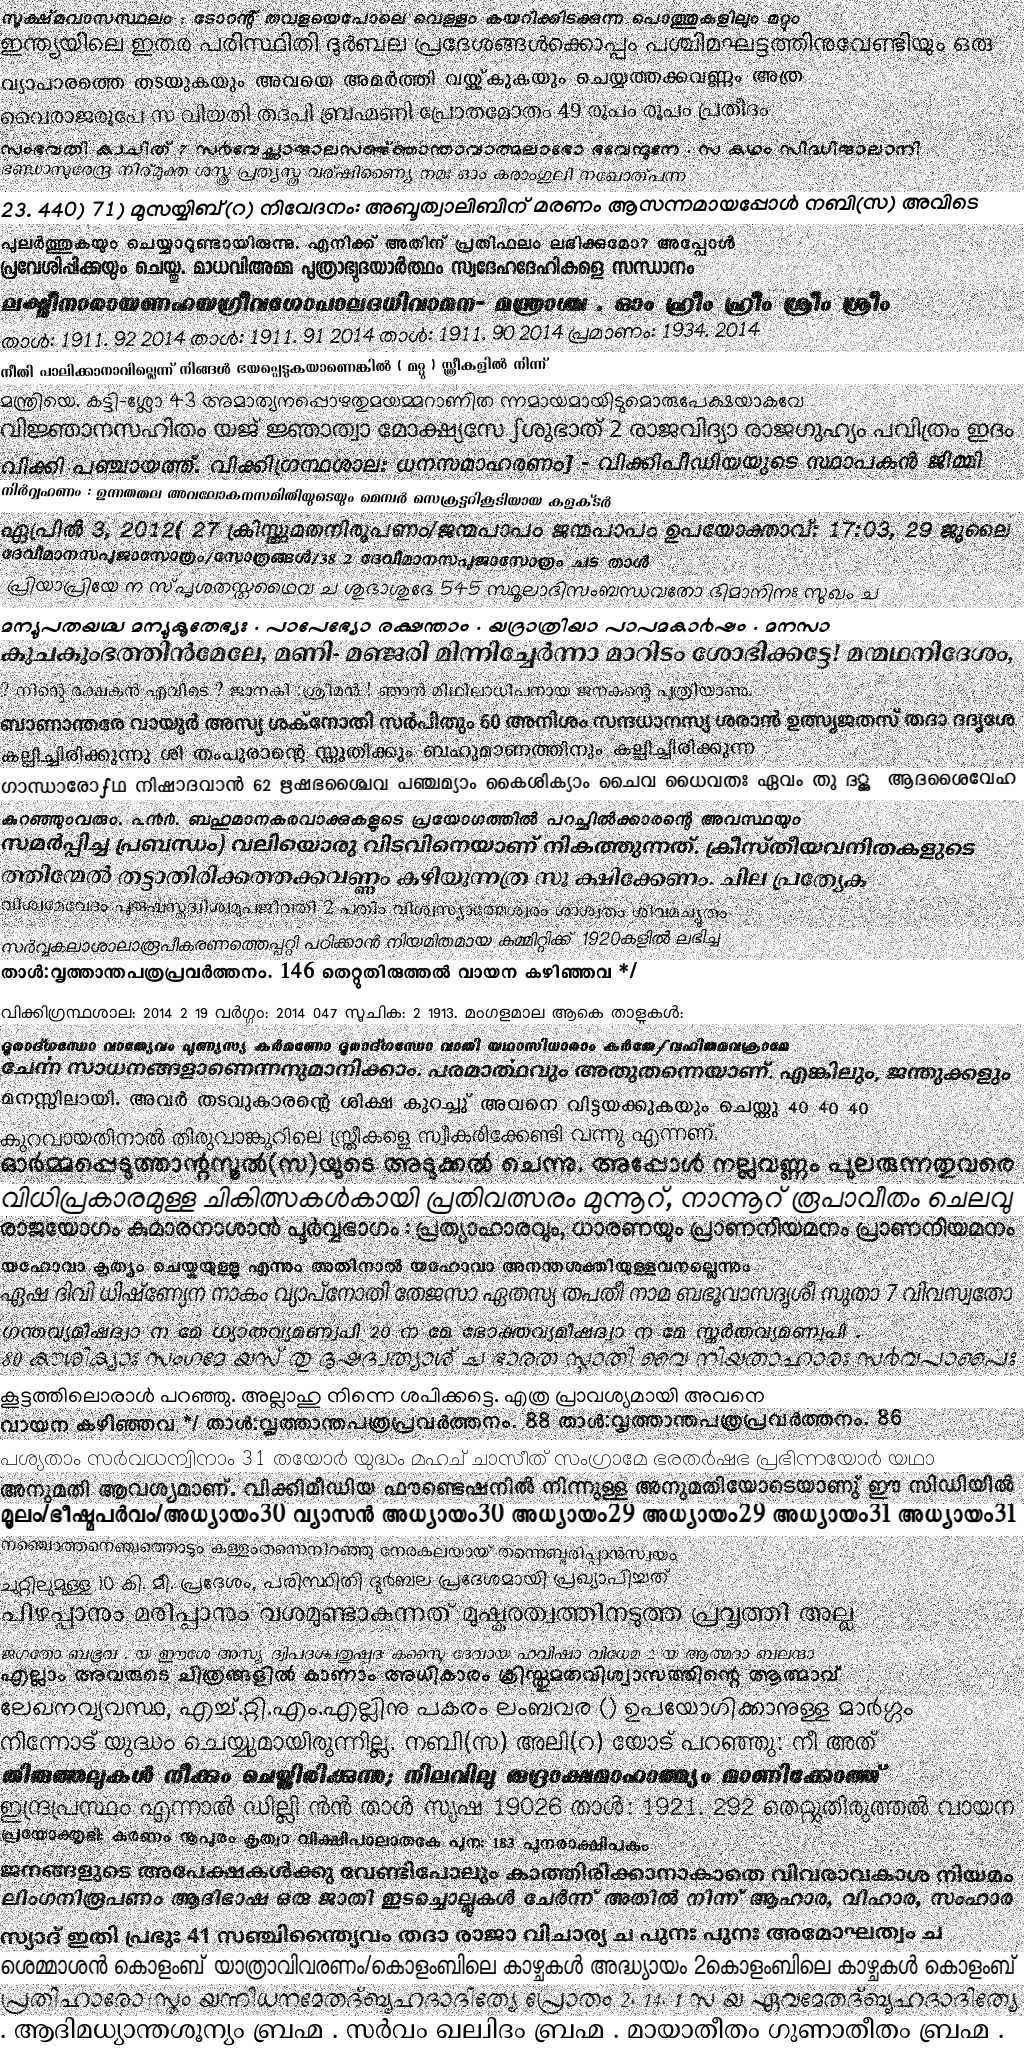 സൂക്ഷ്മവാസസ്ഥലം : ടോറന്റ് തവളയെപോലെ വെള്ളം കയറിക്കിടക്കുന്ന പൊത്തുകളിലും മറ്റും
ഇന്ത്യയിലെ ഇതര പരിസ്ഥിതി ദുർബല പ്രദേശങ്ങൾക്കൊപ്പം പശ്ചിമഘട്ടത്തിനുവേണ്ടിയും ഒരു
വ്യാപാരത്തെ തടയുകയും അവയെ അമർത്തി വയ്ക്കുകയും ചെയ്യത്തക്കവണ്ണം അത്ര
വൈരാജരൂപേ സ വിയതി തദപി ബ്രഹ്മണി പ്രോതമോതം 49 രൂപം രൂപം പ്രതീദം
സംഭവതി കാചിത് ? സർവേച്ഛാജാലസഞ്ഛാന്താവാത്മലാഭോ ഭവേന്മുനേ . സ കഥം സിദ്ധിജാലാനി
ഭണ്ഡാസുരേന്ദ്ര നിര്മുക്ത ശസ്ത്ര പ്രത്യസ്ത്ര വര്ഷിണ്യൈ നമഃ ഓം കരാംഗുലി നഖോത്പന്ന
23. 440) 71) മുസയ്യിബ്(റ) നിവേദനം: അബൂത്വാലിബിന് മരണം ആസന്നമായപ്പോൾ നബി(സ) അവിടെ
പുലർത്തുകയും ചെയ്യാറുണ്ടായിരുന്നു. എനിക്ക് അതിന് പ്രതിഫലം ലഭിക്കുമോ? അപ്പോൾ
പ്രവേശിപ്പിക്കയും ചെയ്തു. മാധവിഅമ്മ പുത്രാഭ്യുദയാർത്ഥം സ്വദേഹദേഹികളെ സന്ധാനം
ലക്ഷ്മീനാരായണഹയഗ്രീവഗോപാലദധിവാമന- മന്ത്രാശ്ച . ഓം ഹ്രീം ഹ്രീം ശ്രീം ശ്രീം
താൾ: 1911. 92 2014 താൾ: 1911. 91 2014 താൾ: 1911. 90 2014 പ്രമാണം: 1934. 2014
നീതി പാലിക്കാനാവില്ലെന്ന് നിങ്ങൾ ഭയപ്പെടുകയാണെങ്കിൽ ( മറ്റു ) സ്ത്രീകളിൽ നിന്ന്
മന്ത്രിയെ. കട്ടി-ശ്ലോ 43 അമാത്യനപ്പൊഴതുമയമ്മറാണിത ന്നമായമായിടുമൊരുപേക്ഷയാകവേ
വിജ്ഞാനസഹിതം യജ് ജ്ഞാത്വാ മോക്ഷ്യസേ ഽശുഭാത് 2 രാജവിദ്യാ രാജഗുഹ്യം പവിത്രം ഇദം
വിക്കി പഞ്ചായത്ത്. വിക്കിഗ്രന്ഥശാല: ധനസമാഹരണം] - വിക്കിപീഡിയയുടെ സ്ഥാപകൻ ജിമ്മി
നിർവ്വഹണം : ഉന്നതതല അവലോകനസമിതിയുടെയും മെമ്പർ സെക്രട്ടറികൂടിയായ കളക്ടർ
ഏപ്രിൽ 3, 2012( 27 ക്രിസ്തുമതനിരൂപണം/ജന്മപാപം ജന്മപാപം ഉപയോക്താവ്: 17:03, 29 ജൂലൈ
ദേവീമാനസപൂജാസോത്രം/സോത്രങ്ങൾ/38 2 ദേവീമാനസപൂജാസോത്രം ചട താൾ
പ്രിയാപ്രിയേ ന സ്പൃശതസ്തഥൈവ ച ശുഭാശുഭേ 545 സ്ഥൂലാദിസംബന്ധവതോ ഭിമാനിനഃ സുഖം ച
മന്യുപതയശ്ച മന്യുകൃതേഭ്യഃ . പാപേഭ്യോ രക്ഷന്താം . യദ്രാത്രിയാ പാപമകാർഷം . മനസാ
കുചകുംഭത്തിൻമേലേ, മണി- മഞ്ജരി മിന്നിച്ചേർന്നാ മാറിടം ശോഭിക്കട്ടേ! മന്മഥനിദേശം,
? നിന്റെ രക്ഷകൻ എവിടെ ? ജാനകി :ശ്രീമൻ ! ഞാൻ മിഥിലാധിപനായ ജനകന്റെ പുത്രിയാണു.
ബാണാന്തരേ വായുർ അസ്യ ശക്നോതി സർപിതും 60 അനിശം സന്ദധാനസ്യ ശരാൻ ഉത്സൃജതസ് തദാ ദദൃശേ
കല്പിച്ചിരിക്കുന്നു ശ്രീ തംപുരാന്റെ സ്തുതിക്കും ബഹുമാണത്തിനും കല്പിച്ചിരിക്കുന്ന
ഗാന്ധാരോഽഥ നിഷാദവാൻ 62 ഋഷഭശ്ചൈവ പഞ്ചമ്യാം കൈശിക്യാം ചൈവ ധൈവതഃ ഏവം തു ദറ്റ ആദശൈവേഹ
കുറഞ്ഞുംവരും. പൻർ. ബഹുമാനകരവാക്കുകളുടെ പ്രയോഗത്തിൽ പറച്ചിൽക്കാരന്റെ അവസ്ഥയും
സമർപ്പിച്ച പ്രബന്ധം) വലിയൊരു വിടവിനെയാണ് നികത്തുന്നത്. ക്രീസ്തീയവനിതകളുടെ
ത്തിന്മേൽ തട്ടാതിരിക്കത്തക്കവണ്ണം കഴിയുന്നത്ര സൂ ക്ഷിക്കേണം. ചില പ്രത്യേക
വിശ്വമേവേദം പുരുഷസ്തദ്വിശ്വമുപജീവതി 2 പതിം വിശ്വസ്യാത്മേശ്വരം ശാശ്വതം ശിവമച്യുതം
സർവ്വകലാശാലാരൂപീകരണത്തെപ്പറ്റി പഠിക്കാൻ നിയമിതമായ കുമ്മിറ്റിക്ക് 1920കളിൽ ലഭിച്ച
താൾ:വൃത്താന്തപത്രപ്രവർത്തനം. 146 തെറ്റുതിരുത്തൽ വായന കഴിഞ്ഞവ */
വിക്കിഗ്രന്ഥശാല: 2014 2 19 വർഗ്ഗം: 2014 047 സൂചിക: 2 1913. മംഗളമാല ആകെ താളുകൾ:
ദൂരാദ്ഗന്ധോ വാത്യേവം പുണ്യസ്യ കർമണോ ദൂരാദ്ഗന്ധോ വാതി യഥാസിധാരാം കർതേ/വഹിതമവക്രാമേ
ചേർന്ന സാധനങ്ങളാണെന്നനുമാനിക്കാം. പരമാർത്ഥവും അതുതന്നെയാണ്. എങ്കിലും, ജന്തുക്കളും
മനസ്സിലായി. അവർ തടവുകാരന്റെ ശിക്ഷ കുറച്ചു് അവനെ വിട്ടയക്കുകയും ചെയ്തു 40 40 40
കുറവായതിനാൽ തിരുവാങ്കൂറിലെ സ്ത്രീകളെ സ്വീകരിക്കേണ്ടി വന്നു എന്നണ്.
ഓർമ്മപ്പെടുത്താന്റസൂൽ(സ)യുടെ അടുക്കൽ ചെന്നു. അപ്പോൾ നല്ലവണ്ണം പുലരുന്നതുവരെ
വിധിപ്രകാരമുള്ള ചികിത്സകൾക്കായി പ്രതിവത്സരം മുന്നൂറ്, നാന്നൂറ് രൂപാവീതം ചെലവു
രാജയോഗം കുമാരനാശാൻ പൂർവ്വഭാഗം : പ്രത്യാഹാരവും, ധാരണയും പ്രാണനിയമനം പ്രാണനിയമനം
യഹോവാ കൃത്യം ചെയ്കയുള്ളു എന്നും അതിനാൽ യഹോവാ അനന്തശക്തിയുള്ളവനല്ലെന്നും
ഏഷ ദിവി ധിഷ്ണ്യേന നാകം വ്യാപ്നോതി തേജസാ ഏതസ്യ തപതീ നാമ ബഭൂവാസദൃശീ സുതാ 7 വിവസ്വതോ
ഗന്തവ്യമീഷദ്വാ ന മേ ധ്യാതവ്യമണ്വപി 20 ന മേ ഭോക്തവ്യമീഷദ്വാ ന മേ സ്മർതവ്യമണ്വപി .
80 കാശിക്യാഃ സംഗമേ യസ് തു ദൃഷദ്വത്യാശ് ച ഭാരത സ്നാതി വൈ നിയതാഹാരഃ സർവപാപൈഃ
കൂട്ടത്തിലൊരാൾ പറഞ്ഞു. അല്ലാഹു നിന്നെ ശപിക്കട്ടെ. എത്ര പ്രാവശ്യമായി അവനെ
വായന കഴിഞ്ഞവ */ താൾ:വൃത്താന്തപത്രപ്രവർത്തനം. 88 താൾ:വൃത്താന്തപത്രപ്രവർത്തനം. 86
പശ്യതാം സർവധന്വിനാം 31 തയോർ യുദ്ധം മഹച് ചാസീത് സംഗ്രാമേ ഭരതർഷഭ പ്രഭിന്നയോർ യഥാ
അനുമതി ആവശ്യമാണ്. വിക്കിമീഡിയ ഫൗണ്ടെഷനിൽ നിന്നുള്ള അനുമതിയോടെയാണു് ഈ സിഡിയിൽ
മൂലം/ഭീഷ്മപർവം/അധ്യായം30 വ്യാസൻ അധ്യായം30 അധ്യായം29 അധ്യായം29 അധ്യായം31 അധ്യായം31
നഞ്ചൊത്തനെഞ്ചത്തൊടും കള്ളംതന്നെനിറഞ്ഞു നേരകലയായ് തന്നെബ്ഭരിപ്പാൻസ്വയം
ചുറ്റിലുമുള്ള 10 കി. മീ. പ്രദേശം, പരിസ്ഥിതി ദുർബല പ്രദേശമായി പ്രഖ്യാപിച്ചത്
പിഴപ്പാനും മരിപ്പാനും വശമുണ്ടാകുന്നത് മുഷ്കരത്വത്തിനടുത്ത പ്രവൃത്തി അല്ല
ജഗതോ ബഭൂവ . യ ഈശേ അസ്യ ദ്വിപദശ്ചതുഷ്പദഃ കസ്മൈ ദേവായ ഹവിഷാ വിധേമ 2 യ ആത്മദാ ബലന്ദാ
എല്ലാം അവരുടെ ചിത്രങ്ങളിൽ കാണാം അധികാരം ക്രിസ്തുമതവിശ്വാസത്തിന്റെ ആത്മാവ്
ലേഖനവ്യവസ്ഥ, എച്ച്.റ്റി.എം.എല്ലിനു പകരം ലംബവര () ഉപയോഗിക്കാനുള്ള മാർഗ്ഗം
നിന്നോട് യുദ്ധം ചെയ്യുമായിരുന്നില്ല. നബി(സ) അലി(റ) യോട് പറഞ്ഞു: നീ അത്
തിരുത്തലുകൾ നീക്കം ചെയ്തിരിക്കുന്നു; നിലവിലു രുദ്രാക്ഷമാഹാത്മ്യം മാണിക്കോത്ത്
ഇന്ദ്രപ്രസ്ഥം എന്നാൽ ഡില്ലി ൻൻ താൾ സ്യഷ 19026 താൾ: 1921. 292 തെറ്റുതിരുത്തൽ വായന
പ്രയോക്തൃഭിഃ കരണം നൂപുരം കൃത്വാ വിക്ഷിപാലാതകേ പുനഃ 183 പുനരാക്ഷിപ്തകം
ജനങ്ങളുടെ അപേക്ഷകൾക്കു വേണ്ടിപോലും കാത്തിരിക്കാനാകാതെ വിവരാവകാശ നിയമം
ലിംഗനിരൂപണം ആദിഭാഷ ഒരു ജാതി ഇടച്ചൊല്ലുകൾ ചേർന്ന് അതിൽ നിന്ന് ആഹാര, വിഹാര, സംഹാര
സ്യാദ് ഇതി പ്രഭുഃ 41 സഞ്ചിന്ത്യൈവം തദാ രാജാ വിചാര്യ ച പുനഃ പുനഃ അമോഘത്വം ച
ശെമ്മാശൻ കൊളംബ് യാത്രാവിവരണം/കൊളംബിലെ കാഴ്ചകൾ അദ്ധ്യായം 2കൊളംബിലെ കാഴ്ചകൾ കൊളംബ്
പ്രതിഹാരോ സ്ത്രം യന്നിധനമേതദ്ബൃഹദാദിത്യേ പ്രോതം 2. 14. 1 സ യ ഏവമേതദ്ബൃഹദാദിത്യേ
. ആദിമധ്യാന്തശൂന്യം ബ്രഹ്മ . സർവം ഖല്വിദം ബ്രഹ്മ . മായാതീതം ഗുണാതീതം ബ്രഹ്മ .